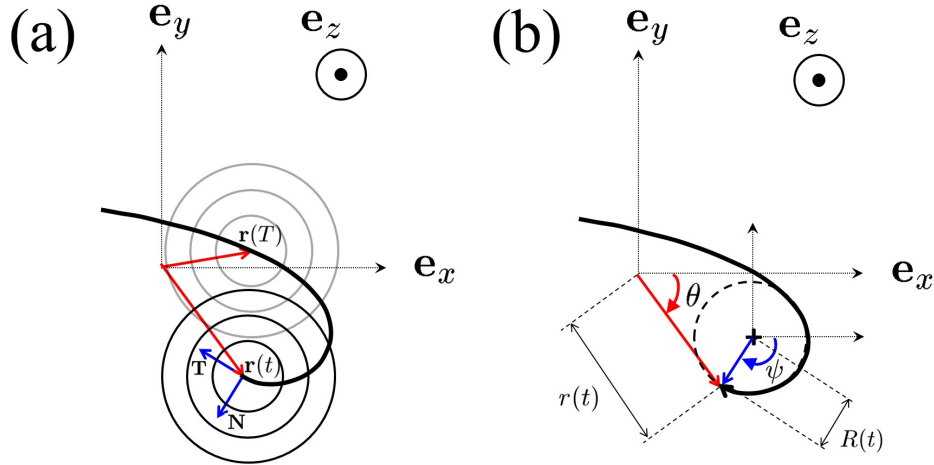 (a)
𝐞_y
𝐞_z
𝐫(T)
𝐞_x
𝐫(t)
𝐓
𝐍
(b)
𝐞_y
𝐞_z
𝐞_x
θ
ψ
r(t)
R(t)